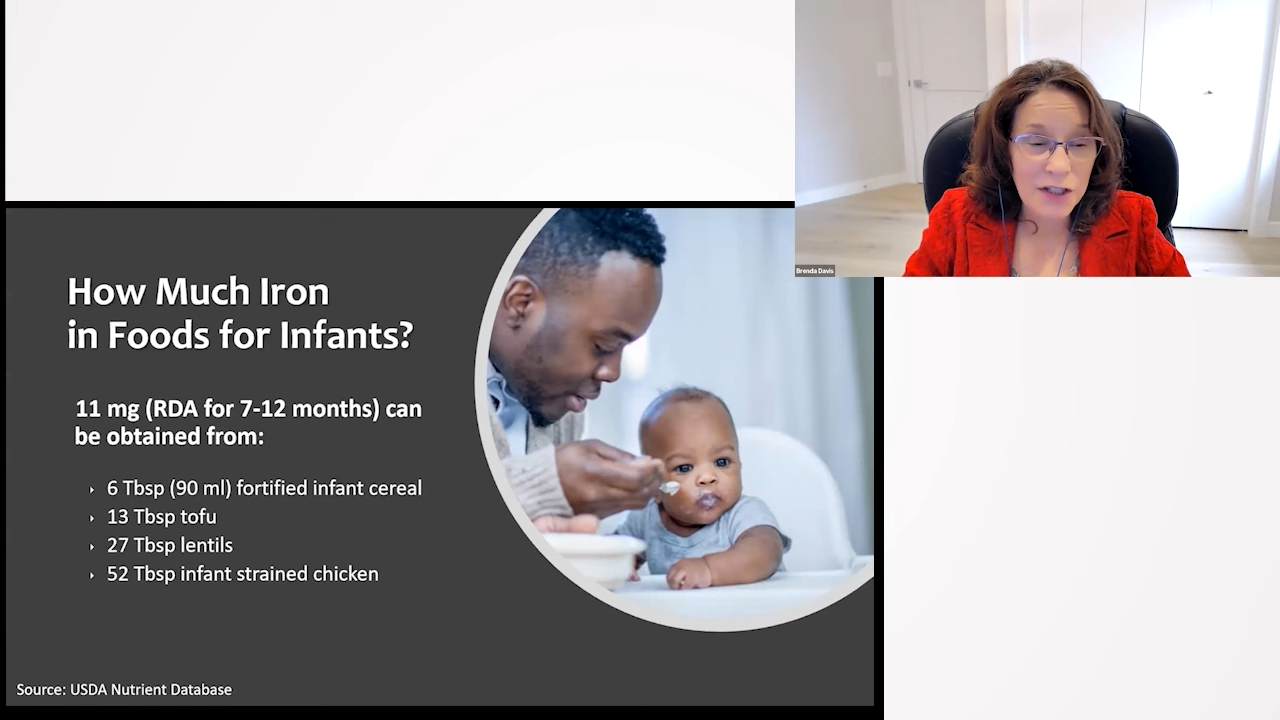 Brenda Davis
How Much Iron
in Foods for Infants?
11 mg (RDA for 7-12 months) can
be obtained from:
6 Tbsp (90 ml) fortified infant cereal
13 Tbsp tofu
27 Tbsp lentils
52 Tbsp infant strained chicken
Source: USDA Nutrient Database